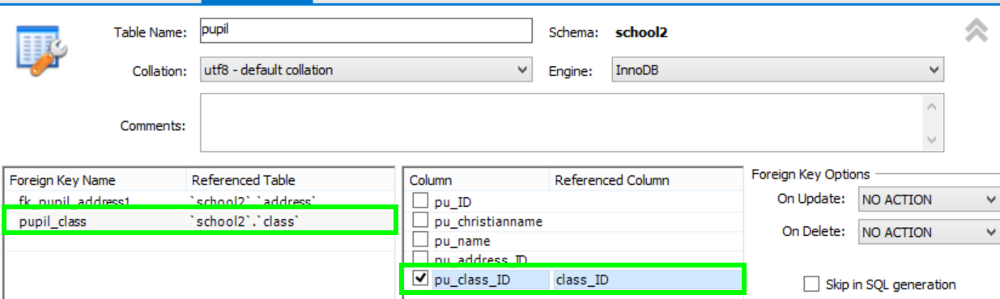 Table Name: pupil Schema: school2
Collation: utf8 - default collation Engine: InnoDB
Comments:
Foreign Key Name Referenced Table
fk_pupil_address1 `school2`.`address`
pupil_class `school2`.`class`
Column Referenced Column
pu_ID
pu_christianname
pu_name
pu_address_ID
pu_class_ID class_ID
Foreign Key Options
On Update: NO ACTION
On Delete: NO ACTION
Skip in SQL generation